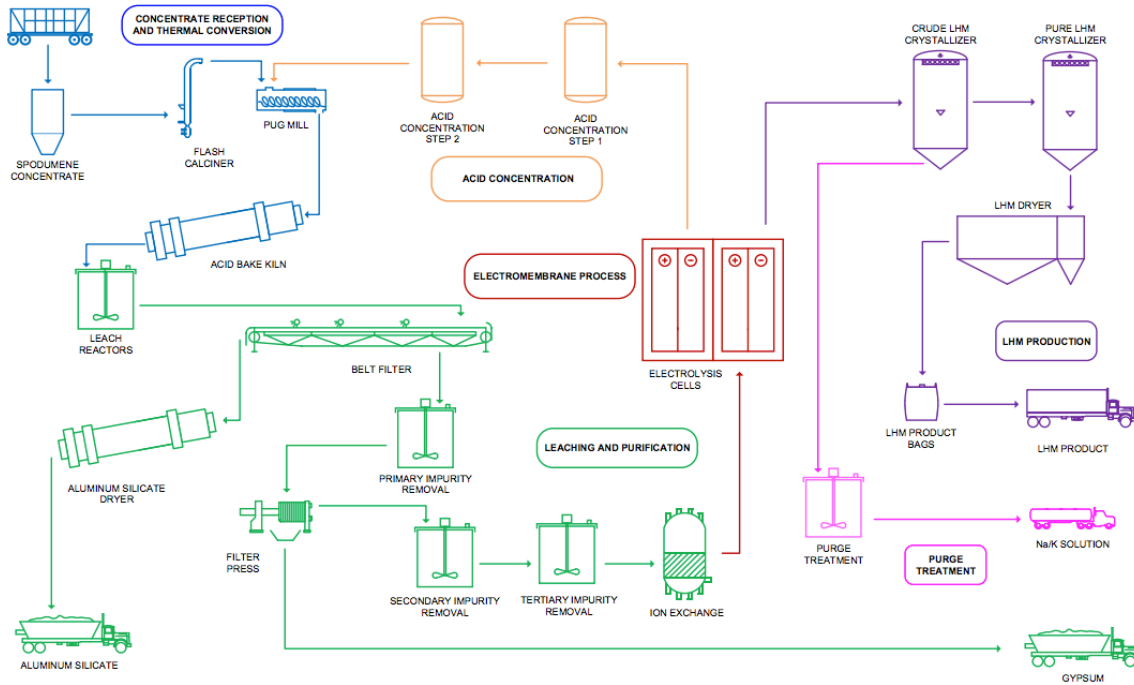 CONCENTRATE RECEPTION
AND THERMAL CONVERSION
CRUDE LHM
CRYSTALLIZER
PURE LHM
CRYSTALLIZER
SPODUMENE
CONCENTRATE
FLASH
CALCINER
PUG MILL
ACID
CONCENTRATION
STEP 2
ACID
CONCENTRATION
STEP 1
ACID CONCENTRATION
LHM DRYER
ACID BAKE KILN
ELECTROMEMBRANE PROCESS
LEACH
REACTORS
BELT FILTER
ELECTROLYSIS
CELLS
LHM PRODUCTION
LHM PRODUCT
BAGS
LHM PRODUCT
LEACHING AND PURIFICATION
ALUMINUM SILICATE
DRYER
PRIMARY IMPURITY
REMOVAL
FILTER
PRESS
SECONDARY IMPURITY
REMOVAL
TERTIARY IMPURITY
REMOVAL
ION EXCHANGE
PURGE
TREATMENT
PURGE
TREATMENT
Na/K SOLUTION
ALUMINUM SILICATE
GYPSUM